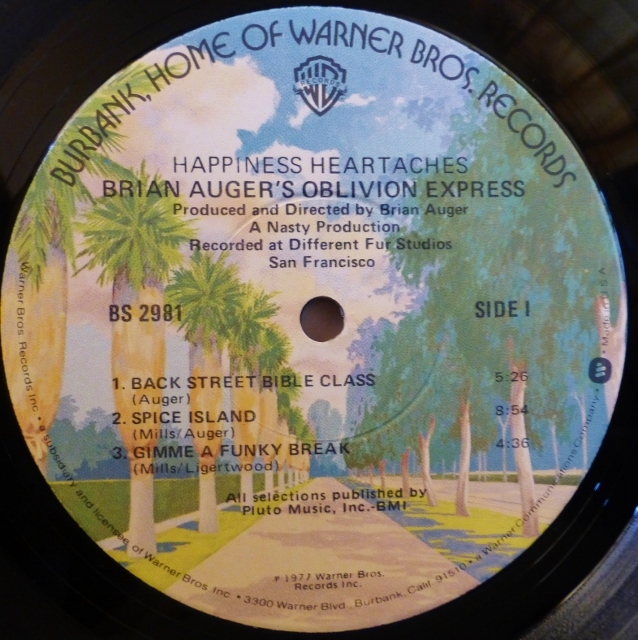 BURBANK, HOME OF WARNER BROS. RECORDS
WB
RECORDS
HAPPINESS HEARTACHES
BRIAN AUGER'S OBLIVION EXPRESS
Produced and Directed by Brian Auger
A Nasty Production
Recorded at Different Fur Studios
San Francisco
BS 2981
SIDE I
1. BACK STREET BIBLE CLASS 5:26
(Auger)
2. SPICE ISLAND 8:54
(Mills/Auger)
3. GIMME A FUNKY BREAK 4:36
(Mills/Ligertwood)
All selections published by
Pluto Music, Inc.-BMI
℗ 1977 Warner Bros.
Records Inc.
Warner Bros. Records Inc. • a subsidiary and licensee of Warner Bros. Inc. • 3300 Warner Blvd., Burbank, Calif. 91510 • a Warner Communications Company • Made in U.S.A.